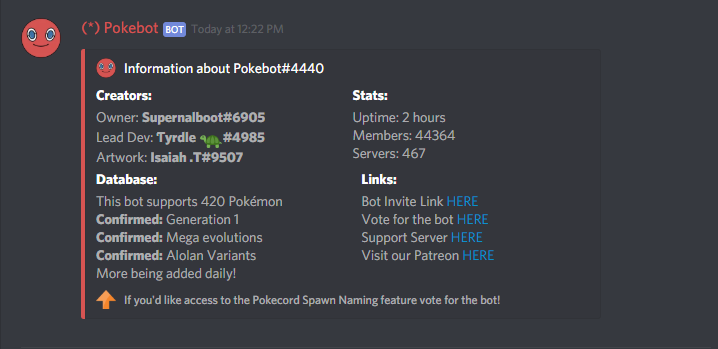 (*) Pokebot BOT Today at 12:22 PM
Information about Pokebot#4440
Creators:
Owner: Supernalboot#6905
Lead Dev: Tyrdle 🐢#4985
Artwork: Isaiah .T#9507
Stats:
Uptime: 2 hours
Members: 44364
Servers: 467
Database:
This bot supports 420 Pokémon
Confirmed: Generation 1
Confirmed: Mega evolutions
Confirmed: Alolan Variants
More being added daily!
Links:
Bot Invite Link HERE
Vote for the bot HERE
Support Server HERE
Visit our Patreon HERE
If you'd like access to the Pokecord Spawn Naming feature vote for the bot!